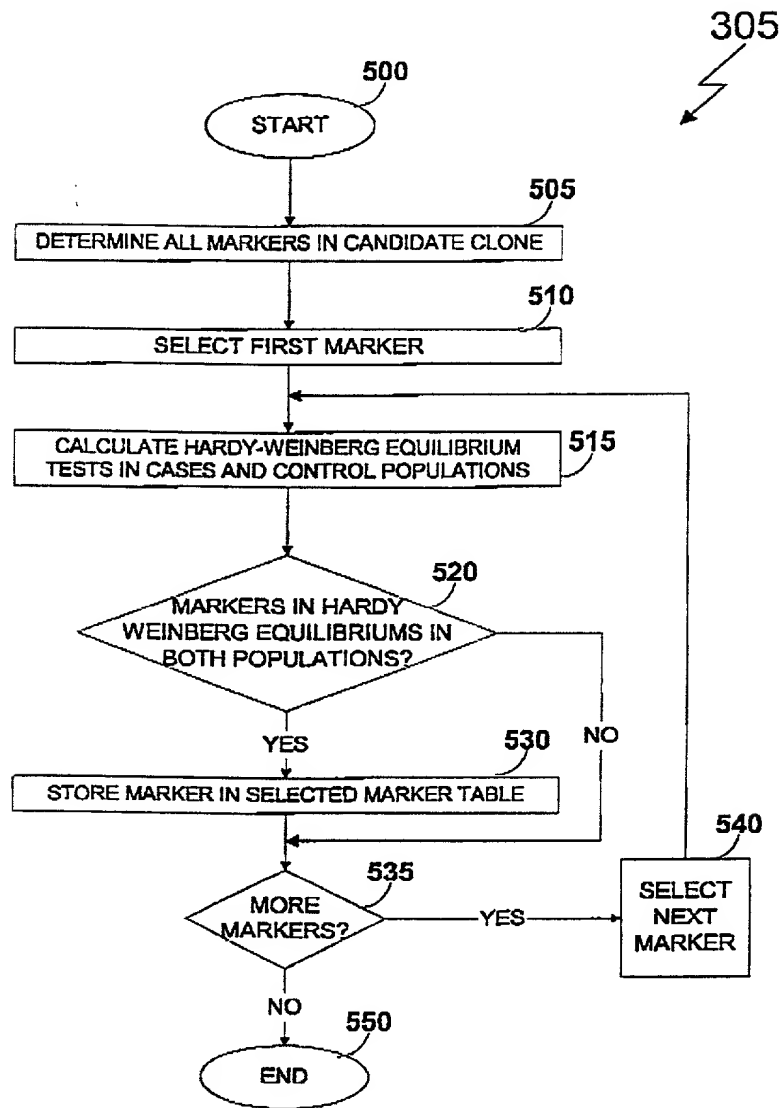 305
500
START
505
DETERMINE ALL MARKERS IN CANDIDATE CLONE
510
SELECT FIRST MARKER
CALCULATE HARDY-WEINBERG EQUILIBRIUM
TESTS IN CASES AND CONTROL POPULATIONS
515
520
MARKERS IN HARDY
WEINBERG EQUILIBRIUMS IN
BOTH POPULATIONS?
YES
NO
530
STORE MARKER IN SELECTED MARKER TABLE
535
MORE
MARKERS?
YES
540
SELECT
NEXT
MARKER
NO
550
END